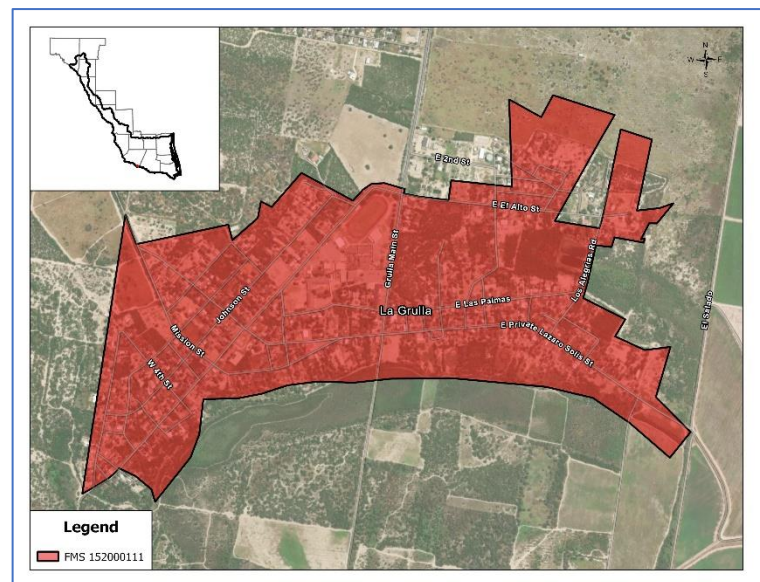 N
W E
S
E 2nd St
E El Alto St
Grulla Main St
Los Alegrias Rd
Johnson St
E Las Palmas
El Salado
La Grulla
Mission St
E Private Lazaro Solis St
W 4th St
Legend
FMS 152000111